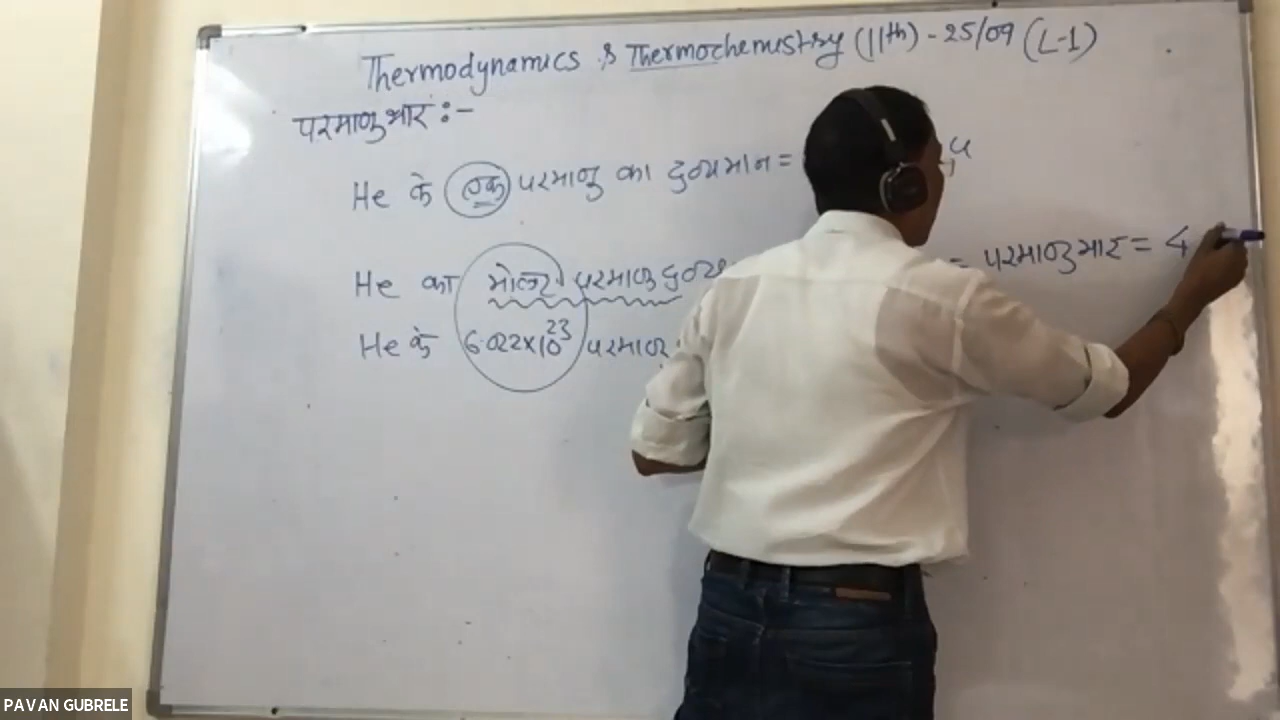 Thermodynamics & Thermochemistry (11th) - 25/09 (L-1)
परमाणु भार :-
He के एक परमाणु का द्रव्यमान = 4
He का मोलर परमाणु द्रव्य = परमाणु भार = 4
He के 6.022×10²³ परमाणु
PAVAN GUBRELE